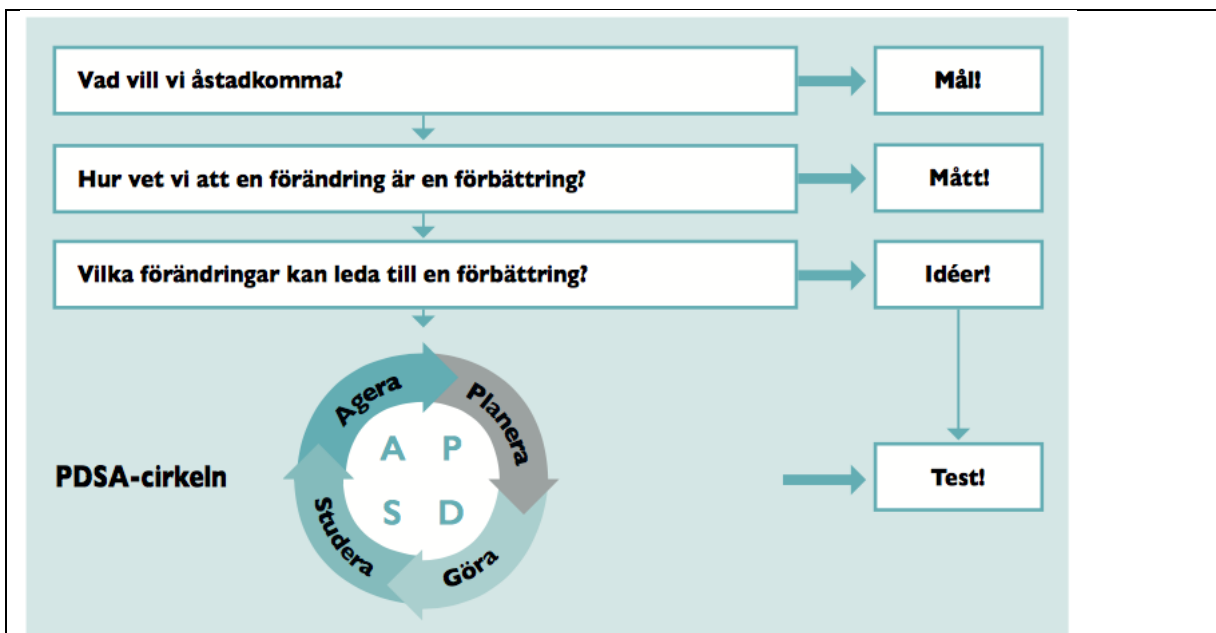 Vad vill vi åstadkomma?
Mål!
Hur vet vi att en förändring är en förbättring?
Mått!
Vilka förändringar kan leda till en förbättring?
Idéer!
Agera
Planera
A P
PDSA-cirkeln
Test!
S D
Studera
Göra